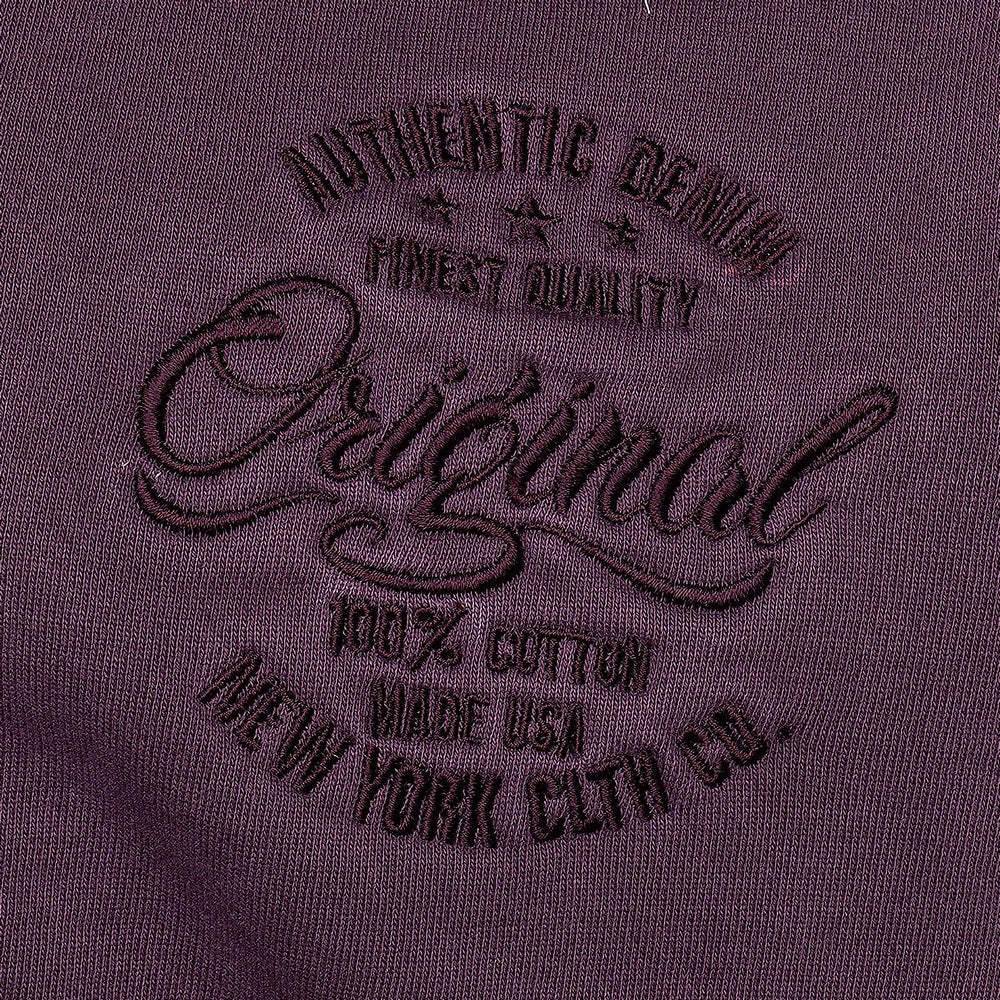 AUTHENTIC DENIM
FINEST QUALITY
Original
100% COTTON
MADE USA
NEW YORK CLTH CO.